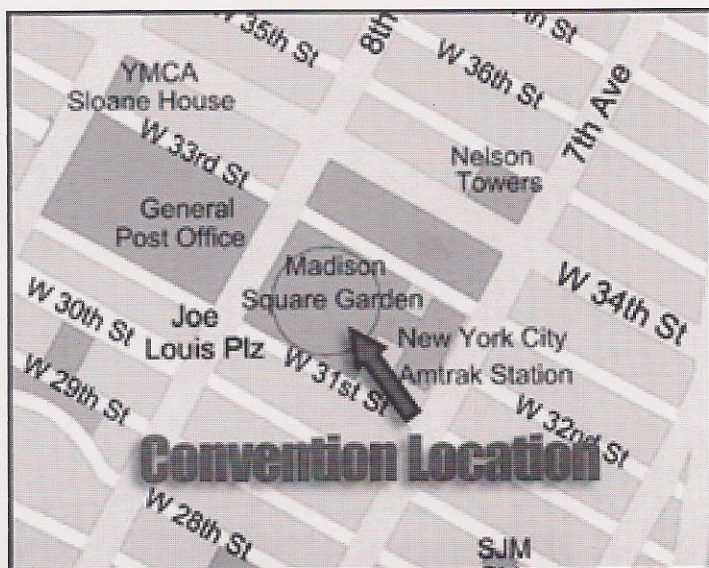 W 35th St
8th
th St
W 36th St
7th Ave
YMCA
Sloane House
W 33rd St
Nelson
Towers
General
Post Office
Madison
Square Garden
W 34th St
W 30th St
Joe
Louis Plz
New York City
Amtrak Station
W 31st St
W 29th St
W 32nd St
Convention Location
W 28th St
SJM